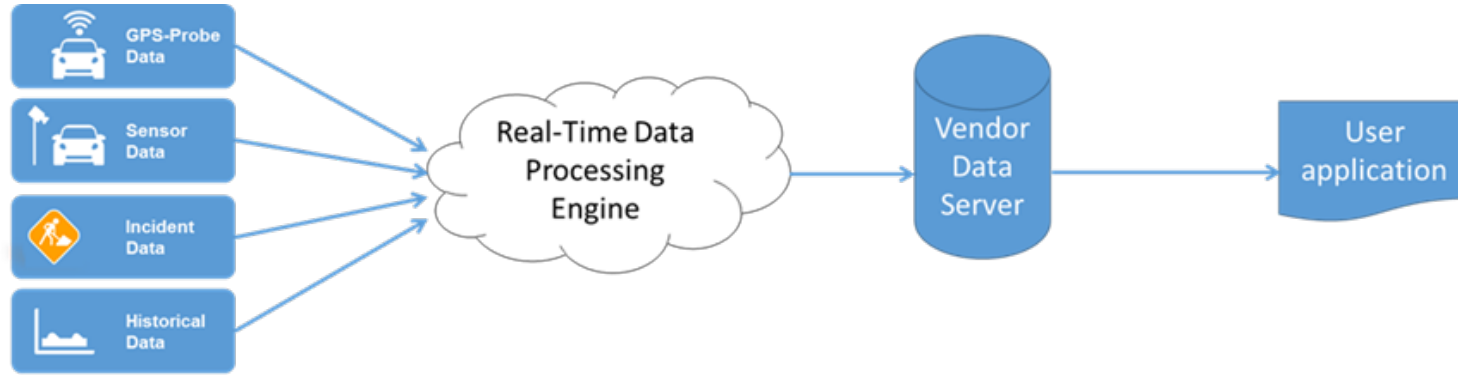 GPS-Probe
Data
Sensor
Data
Incident
Data
Historical
Data
Real-Time Data
Processing
Engine
Vendor
Data
Server
User
application